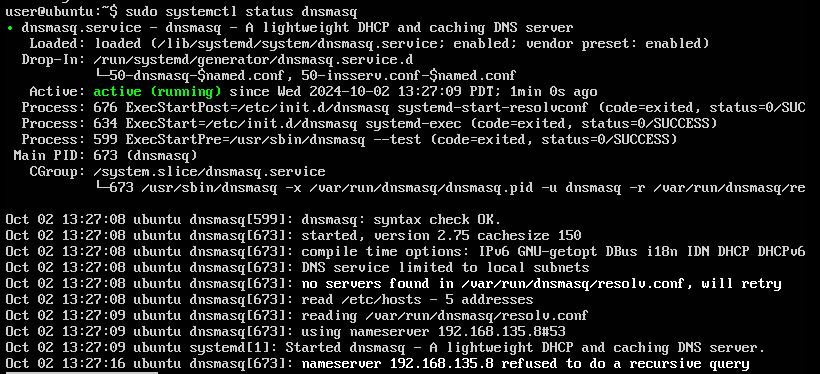 user@ubuntu:~$ sudo systemctl status dnsmasq
• dnsmasq.service - dnsmasq - A lightweight DHCP and caching DNS server
Loaded: loaded (/lib/systemd/system/dnsmasq.service; enabled; vendor preset: enabled)
Drop-In: /run/systemd/generator/dnsmasq.service.d
└─50-dnsmasq-$named.conf, 50-insserv.conf-$named.conf
Active: active (running) since Wed 2024-10-02 13:27:09 PDT; 1min 0s ago
Process: 676 ExecStartPost=/etc/init.d/dnsmasq systemd-start-resolvconf (code=exited, status=0/SUC
Process: 634 ExecStart=/etc/init.d/dnsmasq systemd-exec (code=exited, status=0/SUCCESS)
Process: 599 ExecStartPre=/usr/sbin/dnsmasq --test (code=exited, status=0/SUCCESS)
Main PID: 673 (dnsmasq)
CGroup: /system.slice/dnsmasq.service
└─673 /usr/sbin/dnsmasq -x /var/run/dnsmasq/dnsmasq.pid -u dnsmasq -r /var/run/dnsmasq/re
Oct 02 13:27:08 ubuntu dnsmasq[599]: dnsmasq: syntax check OK.
Oct 02 13:27:08 ubuntu dnsmasq[673]: started, version 2.75 cachesize 150
Oct 02 13:27:08 ubuntu dnsmasq[673]: compile time options: IPv6 GNU-getopt DBus i18n IDN DHCP DHCPv6
Oct 02 13:27:08 ubuntu dnsmasq[673]: DNS service limited to local subnets
Oct 02 13:27:08 ubuntu dnsmasq[673]: no servers found in /var/run/dnsmasq/resolv.conf, will retry
Oct 02 13:27:08 ubuntu dnsmasq[673]: read /etc/hosts - 5 addresses
Oct 02 13:27:09 ubuntu dnsmasq[673]: reading /var/run/dnsmasq/resolv.conf
Oct 02 13:27:09 ubuntu dnsmasq[673]: using nameserver 192.168.135.8#53
Oct 02 13:27:09 ubuntu systemd[1]: Started dnsmasq - A lightweight DHCP and caching DNS server.
Oct 02 13:27:16 ubuntu dnsmasq[673]: nameserver 192.168.135.8 refused to do a recursive query